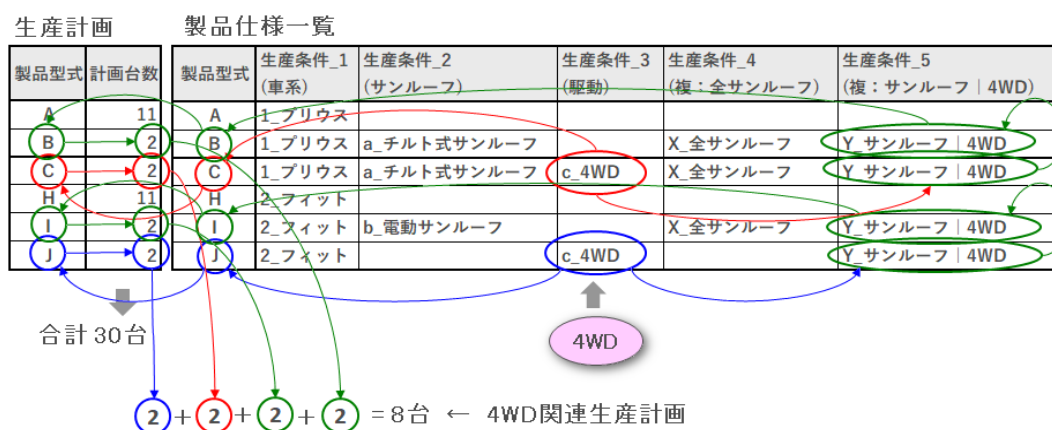 生産計画 製品仕様一覧
製品型式 計画台数 製品型式 生産条件_1 (車系) 生産条件_2 (サンルーフ) 生産条件_3 (駆動) 生産条件_4 (複：全サンルーフ) 生産条件_5 (複：サンルーフ｜4WD)
A 11 A 1_プリウス
B 2 B 1_プリウス a_チルト式サンルーフ X_全サンルーフ Y_サンルーフ｜4WD
C 2 C 1_プリウス a_チルト式サンルーフ c_4WD X_全サンルーフ Y_サンルーフ｜4WD
H 11 H 2_フィット
I 2 I 2_フィット b_電動サンルーフ X_全サンルーフ Y_サンルーフ｜4WD
J 2 J 2_フィット c_4WD Y_サンルーフ｜4WD
合計30台
4WD
2 + 2 + 2 + 2 =8台 ← 4WD関連生産計画